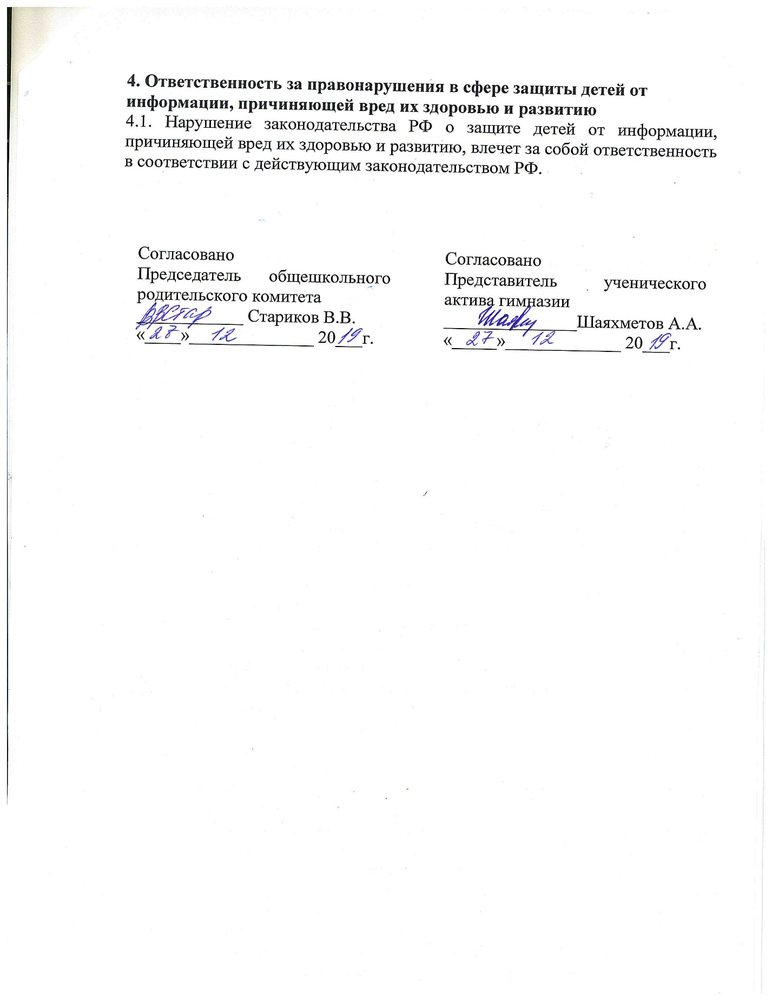 4. Ответственность за правонарушения в сфере защиты детей от
информации, причиняющей вред их здоровью и развитию
4.1. Нарушение законодательства РФ о защите детей от информации,
причиняющей вред их здоровью и развитию, влечет за собой ответственность
в соответствии с действующим законодательством РФ.
Согласовано
Председатель общешкольного
родительского комитета
ВВСтар Стариков В.В.
«27» 12 2019г.
Согласовано
Представитель ученического
актива гимназии
Шаяхметов А.А.
«27» 12 2019г.